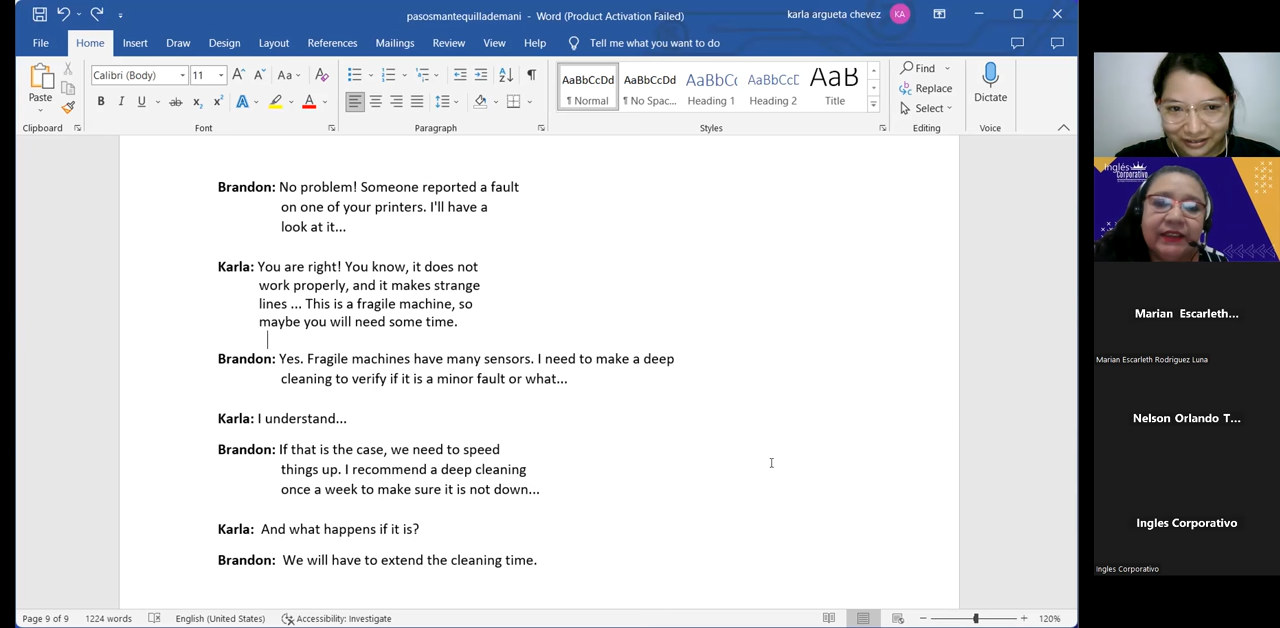 pasosmantequillademani - Word (Product Activation Failed)
karla argueta chevez
KA
File Home Insert Draw Design Layout References Mailings Review View Help Tell me what you want to do
Paste
Clipboard
Calibri (Body) 11
Font
Paragraph
AaBbCcDd
¶ Normal
AaBbCcDd
¶ No Spac...
AaBbCc
Heading 1
AaBbCcD
Heading 2
AaB
Title
Styles
Find
Replace
Select
Editing
Dictate
Voice
Brandon: No problem! Someone reported a fault
on one of your printers. I'll have a
look at it...
Karla: You are right! You know, it does not
work properly, and it makes strange
lines ... This is a fragile machine, so
maybe you will need some time.
Brandon: Yes. Fragile machines have many sensors. I need to make a deep
cleaning to verify if it is a minor fault or what...
Karla: I understand...
Brandon: If that is the case, we need to speed
things up. I recommend a deep cleaning
once a week to make sure it is not down...
Karla: And what happens if it is?
Brandon: We will have to extend the cleaning time.
Page 9 of 9 1224 words English (United States) Accessibility: Investigate 120%
Inglés
Corporativo
Marian Escarleth...
Marian Escarleth Rodriguez Luna
Nelson Orlando T...
Ingles Corporativo
Ingles Corporativo